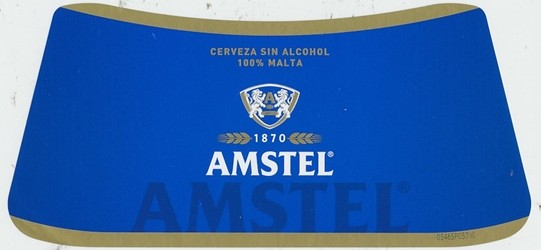 CERVEZA SIN ALCOHOL
100% MALTA
A
1870
AMSTEL®
AMSTEL®